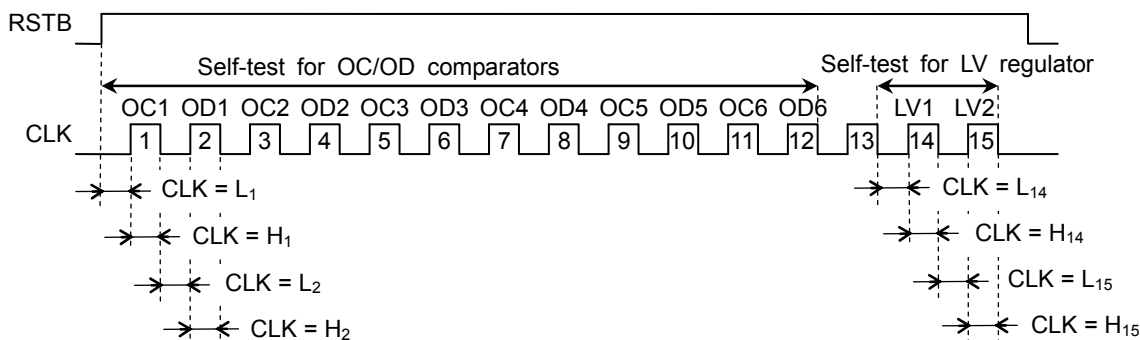 RSTB
Self-test for OC/OD comparators Self-test for LV regulator
OC1 OD1 OC2 OD2 OC3 OD3 OC4 OD4 OC5 OD5 OC6 OD6 LV1 LV2
CLK 1 2 3 4 5 6 7 8 9 10 11 12 13 14 15
CLK = L₁ CLK = L₁₄
CLK = H₁ CLK = H₁₄
CLK = L₂ CLK = L₁₅
CLK = H₂ CLK = H₁₅